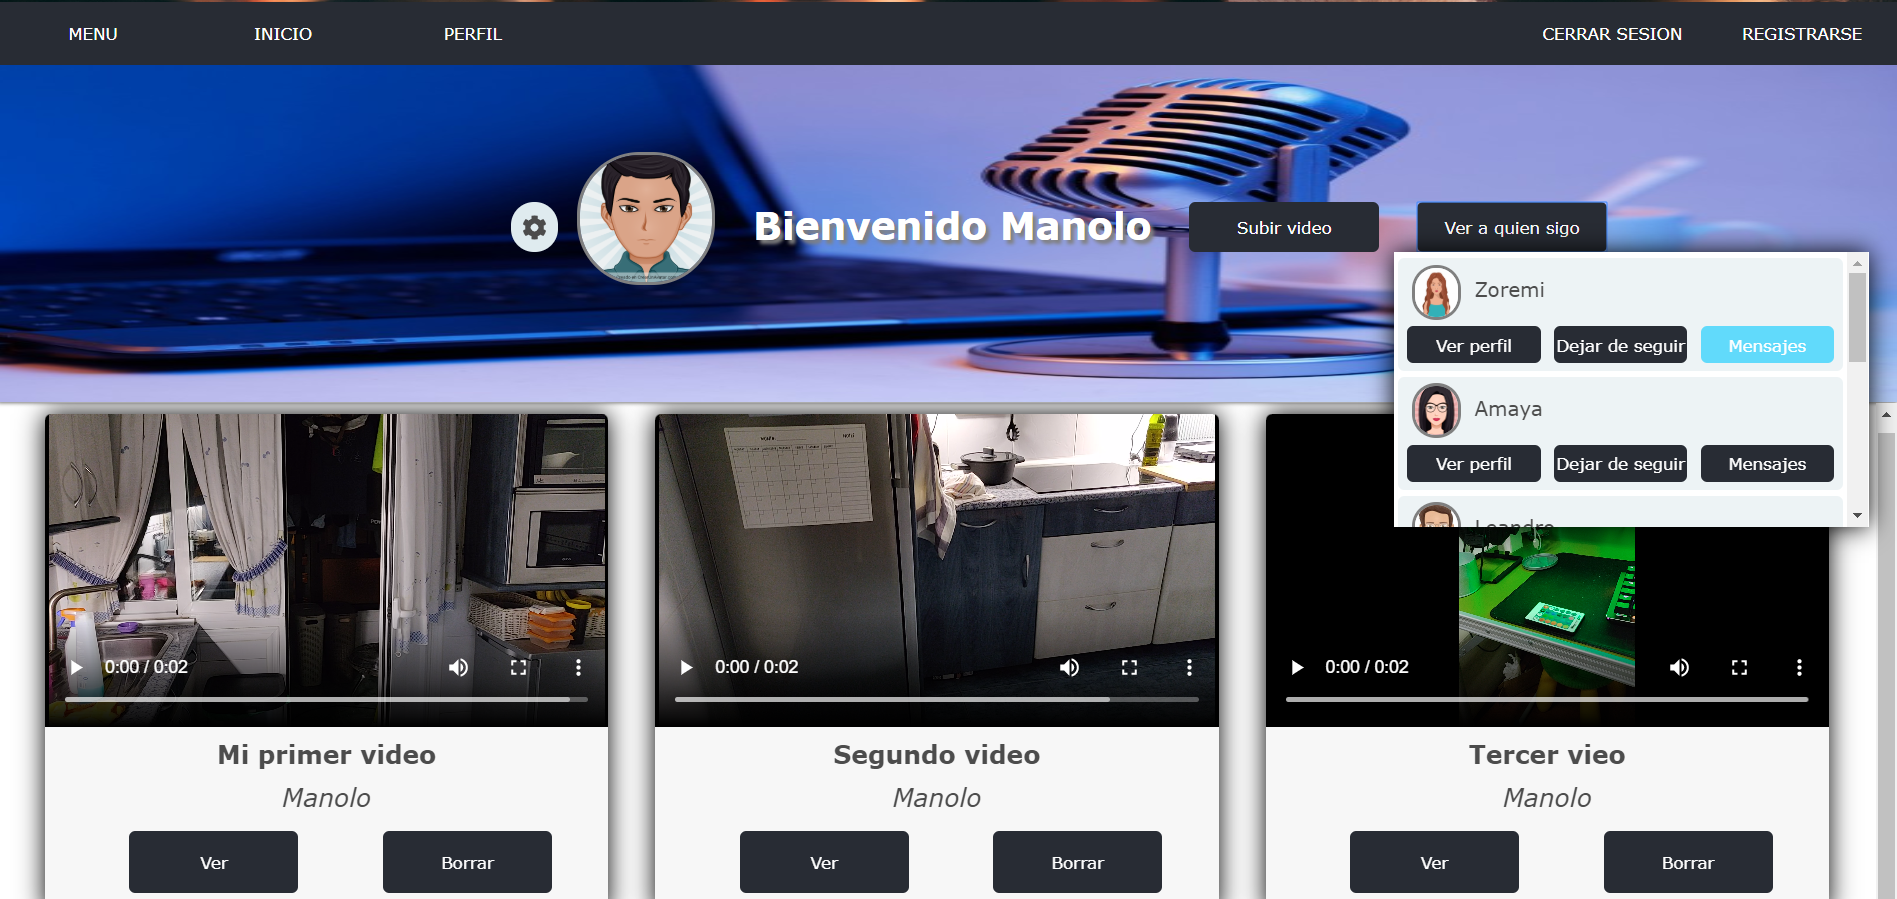 MENU
INICIO
PERFIL
CERRAR SESION
REGISTRARSE
Bienvenido Manolo
Subir video
Ver a quien sigo
Zoremi
Ver perfil
Dejar de seguir
Mensajes
Amaya
Ver perfil
Dejar de seguir
Mensajes
Leandro
0:00 / 0:02
0:00 / 0:02
0:00 / 0:02
Mi primer video
Segundo video
Tercer vieo
Manolo
Manolo
Manolo
Ver
Borrar
Ver
Borrar
Ver
Borrar